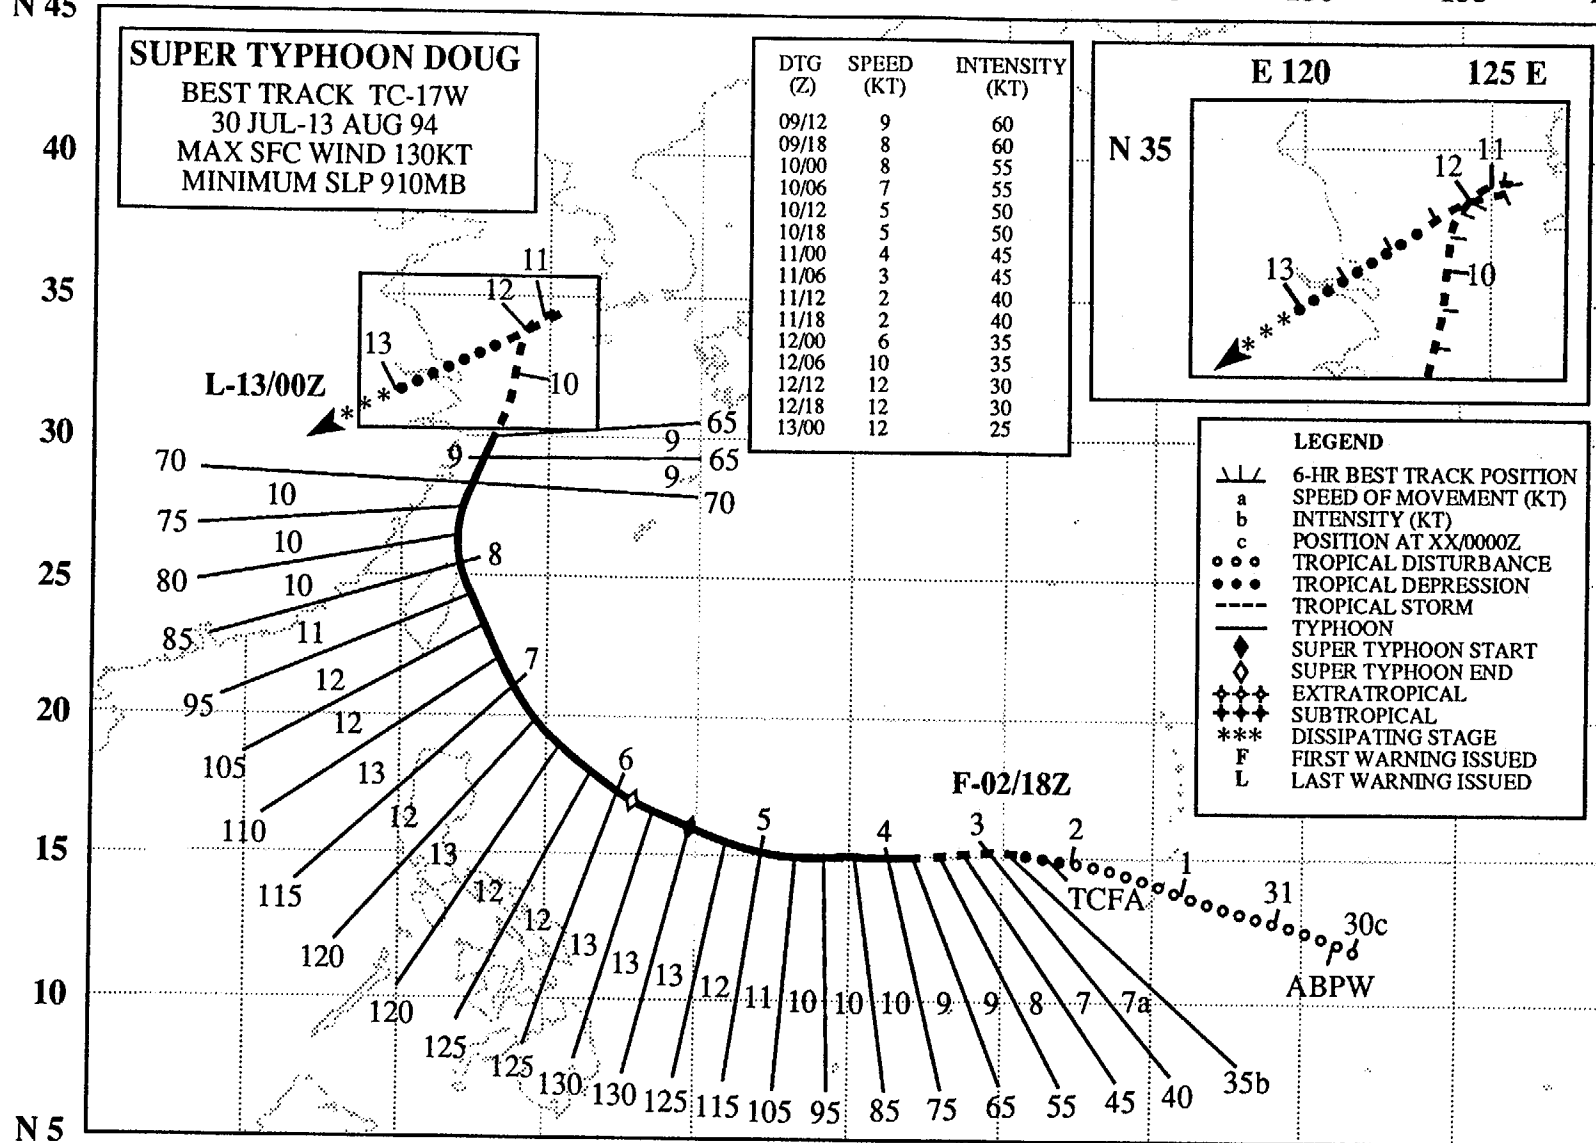 N 45
40
35
30
25
20
15
10
N 5
SUPER TYPHOON DOUG
BEST TRACK TC-17W
30 JUL-13 AUG 94
MAX SFC WIND 130KT
MINIMUM SLP 910MB
DTG SPEED INTENSITY
(Z) (KT) (KT)
09/12 9 60
09/18 8 60
10/00 8 55
10/06 7 55
10/12 5 50
10/18 5 50
11/00 4 45
11/06 3 45
11/12 2 40
11/18 2 40
12/00 6 35
12/06 10 35
12/12 12 30
12/18 12 30
13/00 12 25
E 120 125 E
N 35
11
12
13
10
LEGEND
6-HR BEST TRACK POSITION
a SPEED OF MOVEMENT (KT)
b INTENSITY (KT)
c POSITION AT XX/0000Z
TROPICAL DISTURBANCE
TROPICAL DEPRESSION
TROPICAL STORM
TYPHOON
SUPER TYPHOON START
SUPER TYPHOON END
EXTRATROPICAL
SUBTROPICAL
*** DISSIPATING STAGE
F FIRST WARNING ISSUED
L LAST WARNING ISSUED
11
12
13
L-13/00Z
10
65
9
9
65
9
70
70
10
75
10
80
10
8
85
11
95
12
7
105
12
110
13
6
115
12
120
13
120
12
125
12
125
13
130
13
130
13
125
12
115
11
105
10
95
10
85
10
75
9
65
9
55
8
45
7
40
7a
35b
5
4
F-02/18Z
3
2
TCFA
1
31
30c
ABPW